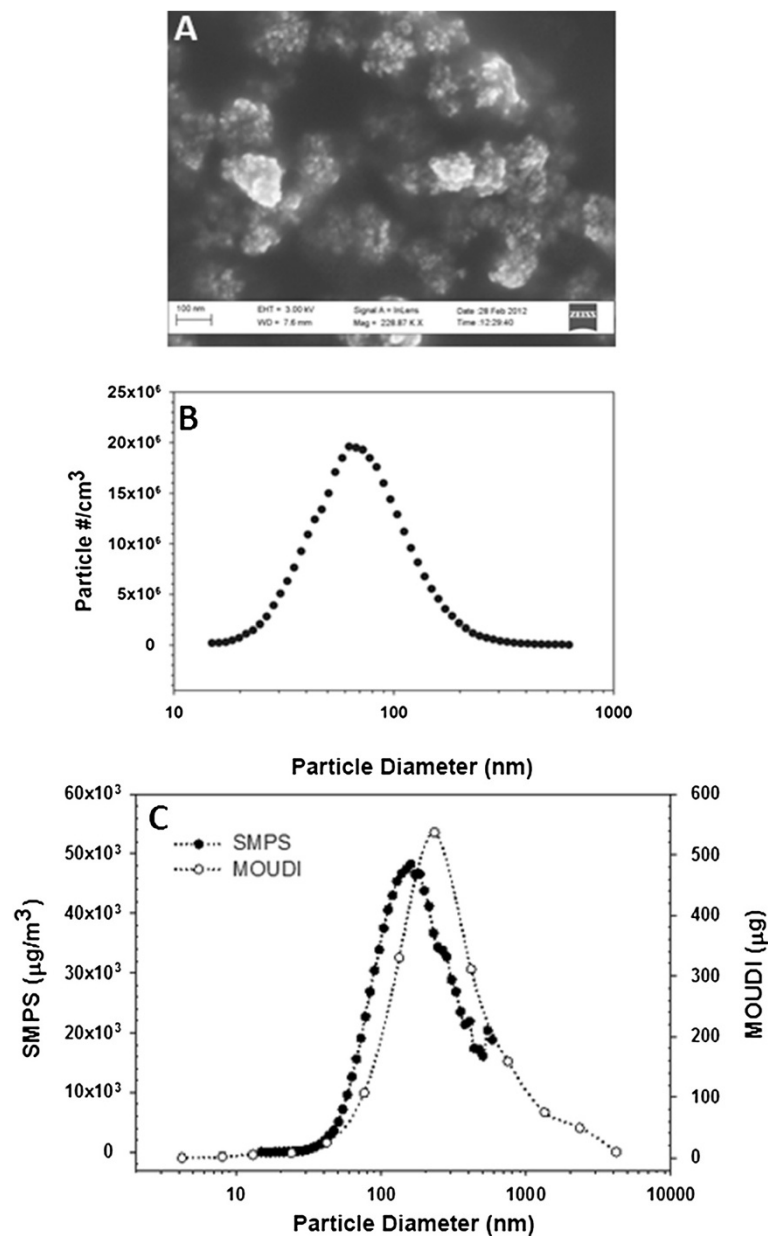 A
100 nm
EHT = 3.00 kV
Signal A = InLens
Date :28 Feb 2012
WD = 7.6 mm
Mag = 228.87 K X
Time :12:29:40
ZEISS
B
Particle #/cm³
25x10⁶
20x10⁶
15x10⁶
10x10⁶
5x10⁶
0
10
100
1000
Particle Diameter (nm)
C
SMPS
MOUDI
SMPS (µg/m³)
60x10³
50x10³
40x10³
30x10³
20x10³
10x10³
0
MOUDI (µg)
600
500
400
300
200
100
0
10
100
1000
10000
Particle Diameter (nm)